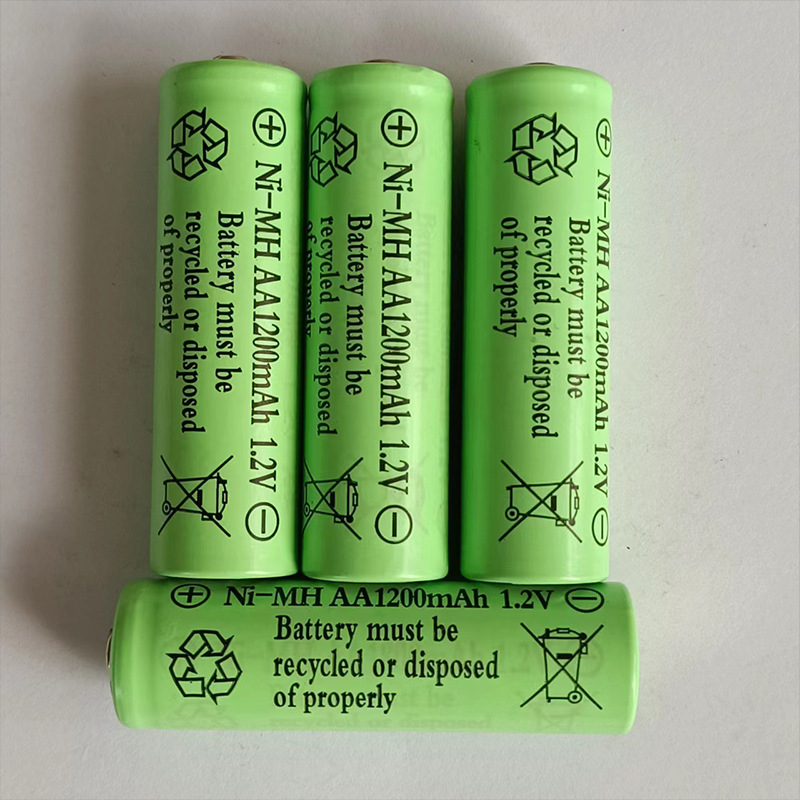 Ni-MH AA1200mAh 1.2V
Battery must be
recycled or disposed
of properly
Ni-MH AA1200mAh 1.2V
Battery must be
recycled or disposed
of properly
Ni-MH AA1200mAh 1.2V
Battery must be
recycled or disposed
of properly
Ni-MH AA1200mAh 1.2V
Battery must be
recycled or disposed
of properly